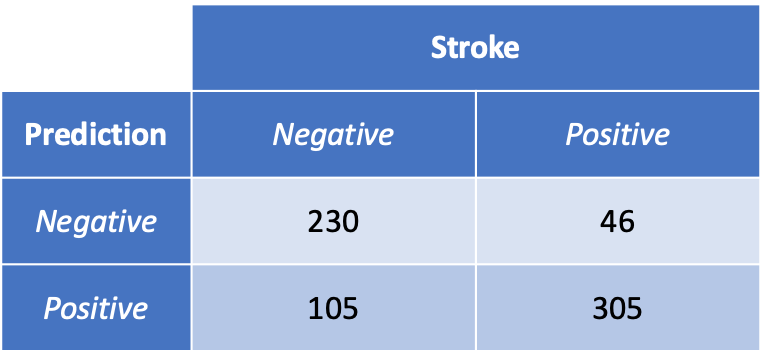 Stroke
Prediction Negative Positive
Negative 230 46
Positive 105 305